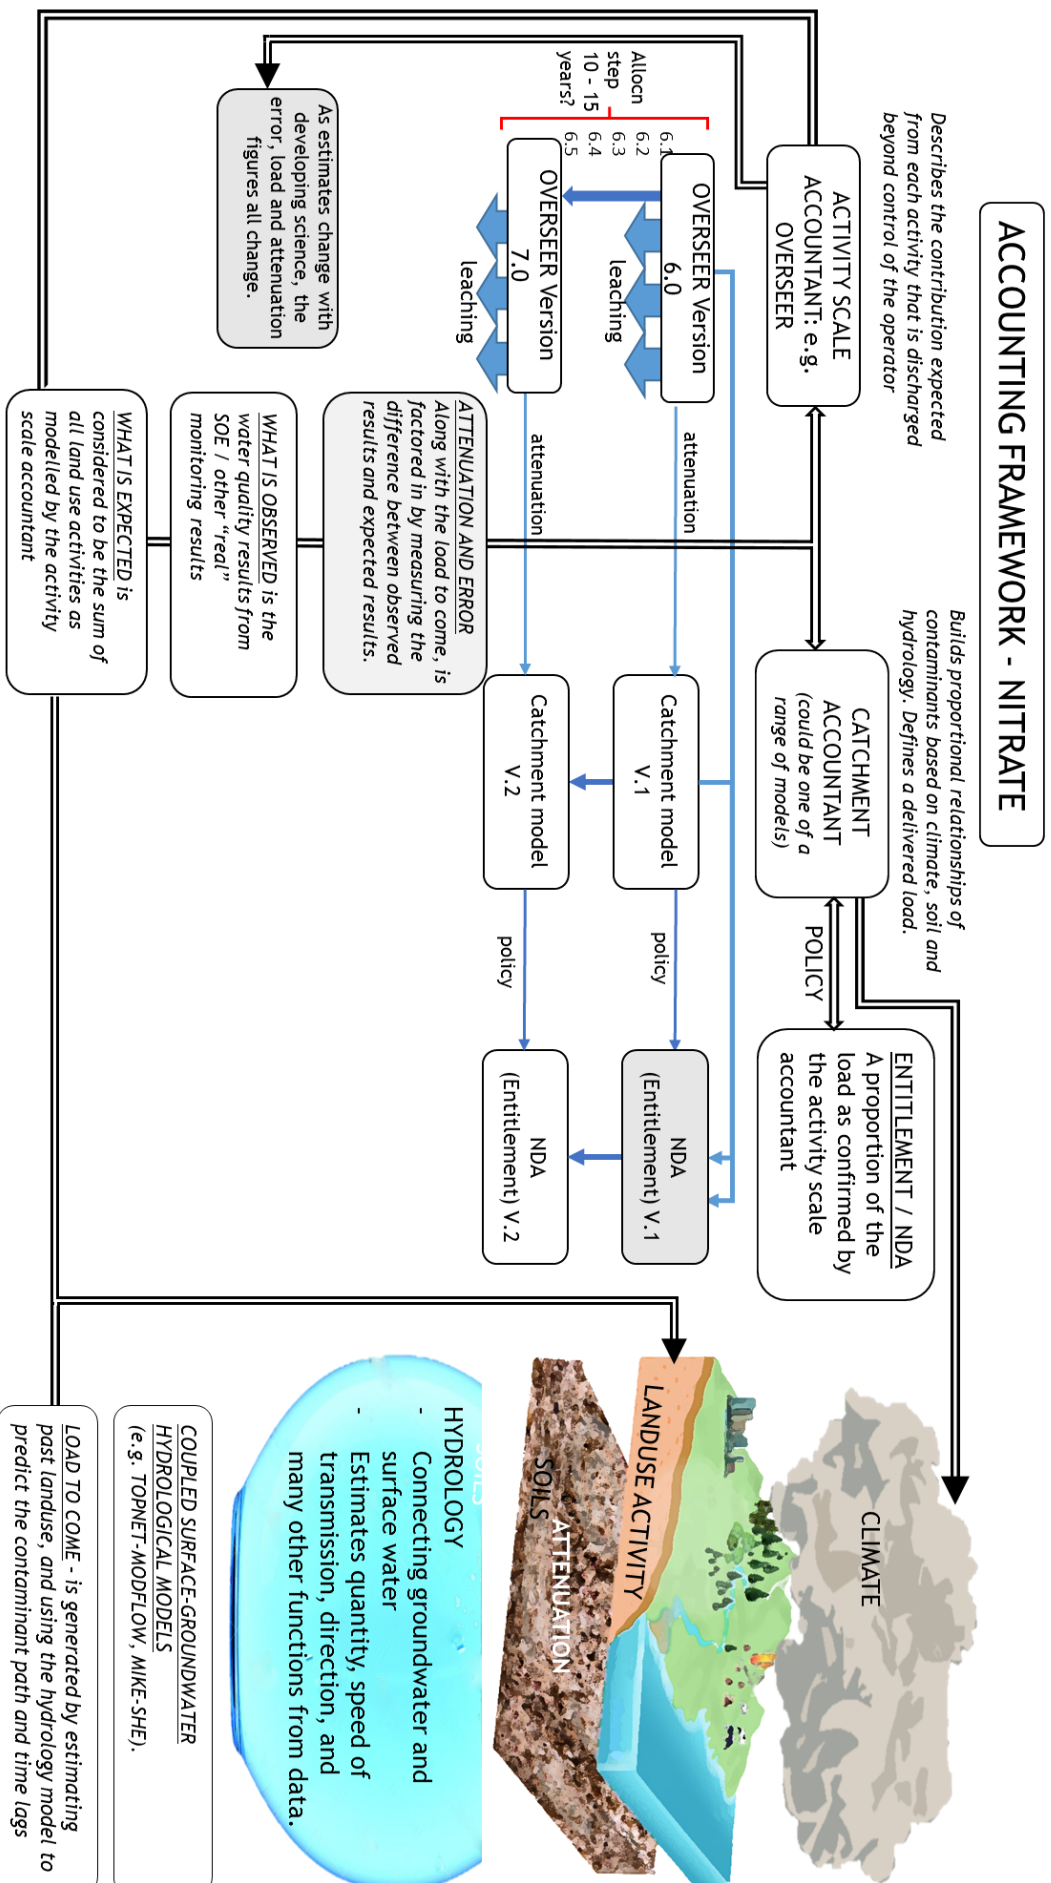 ACCOUNTING FRAMEWORK - NITRATE
Describes the contribution expected
from each activity that is discharged
beyond control of the operator
Builds proportional relationships of
contaminants based on climate, soil and
hydrology. Defines a delivered load.
ACTIVITY SCALE
ACCOUNTANT: e.g.
OVERSEER
CATCHMENT
ACCOUNTANT
(could be one of a
range of models)
POLICY
ENTITLEMENT / NDA
A proportion of the
load as confirmed by
the activity scale
accountant
CLIMATE
Allocn
step
10 - 15
years?
6.1
6.2
6.3
6.4
6.5
OVERSEER Version
6.0
leaching
attenuation
Catchment model
V.1
policy
NDA
(Entitlement) V.1
OVERSEER Version
7.0
leaching
attenuation
Catchment model
V.2
policy
NDA
(Entitlement) V.2
LANDUSE ACTIVITY
SOILS
ATTENUATION
SOILS
HYDROLOGY
- Connecting groundwater and
surface water
- Estimates quantity, speed of
transmission, direction, and
many other functions from data.
As estimates change with
developing science, the
error, load and attenuation
figures all change.
ATTENUATION AND ERROR
Along with the load to come, is
factored in by measuring the
difference between observed
results and expected results.
WHAT IS OBSERVED is the
water quality results from
SOE / other “real”
monitoring results
WHAT IS EXPECTED is
considered to be the sum of
all land use activities as
modelled by the activity
scale accountant
COUPLED SURFACE-GROUNDWATER
HYDROLOGICAL MODELS
(e.g. TOPNET-MODFLOW, MIKE-SHE).
LOAD TO COME - is generated by estimating
past landuse, and using the hydrology model to
predict the contaminant path and time lags